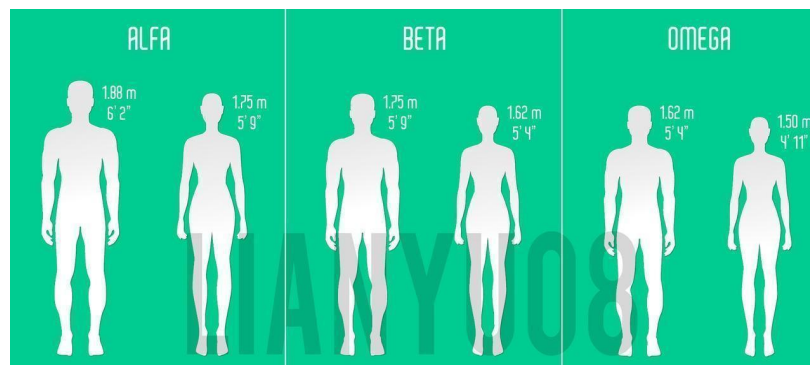 ALFA
1.88 m
6' 2"
1.75 m
5' 9"
BETA
1.75 m
5' 9"
1.62 m
5' 4"
OMEGA
1.62 m
5' 4"
1.50 m
4' 11"
LIANYU08